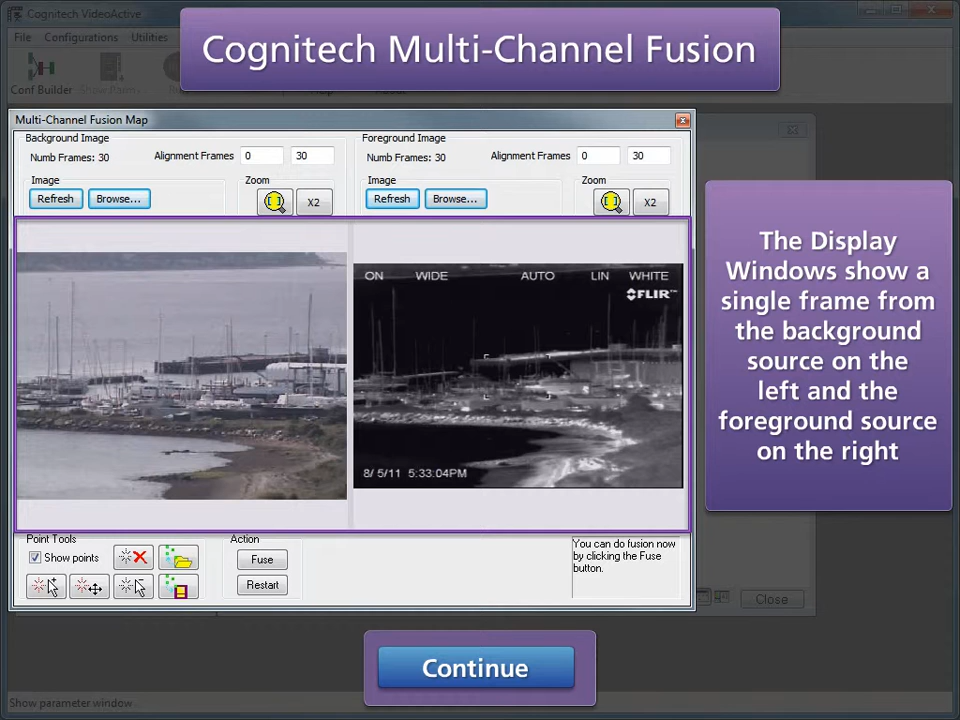 Cognitech VideoActive
Cognitech Multi-Channel Fusion
File Configurations Utilities
Conf Builder
Multi-Channel Fusion Map
Background Image
Numb Frames: 30 Alignment Frames 0 30
Image Zoom
Refresh Browse... X2
Foreground Image
Numb Frames: 30 Alignment Frames 0 30
Image Zoom
Refresh Browse... X2
ON WIDE AUTO LIN WHITE
FLIR™
8/ 5/11 5:33:04PM
The Display
Windows show a
single frame from
the background
source on the
left and the
foreground source
on the right
Point Tools
Show points
Action
Fuse
Restart
You can do fusion now
by clicking the Fuse
button.
Close
Continue
Show parameter window